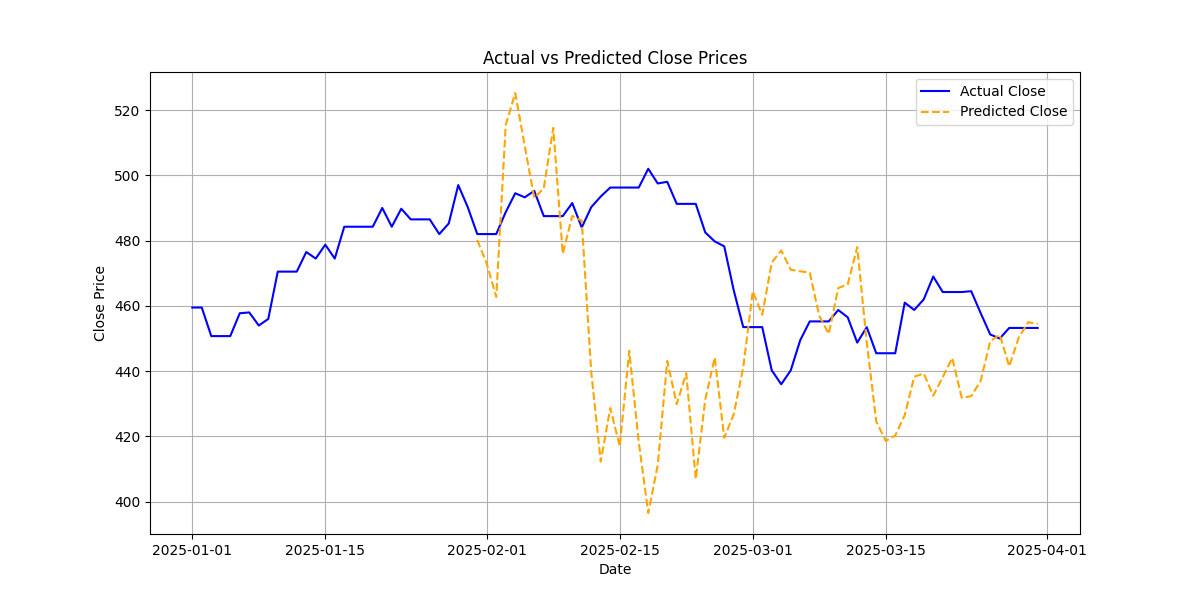 Actual vs Predicted Close Prices
Actual Close
Predicted Close
520
500
480
460
440
420
400
Close Price
2025-01-01
2025-01-15
2025-02-01
2025-02-15
2025-03-01
2025-03-15
2025-04-01
Date